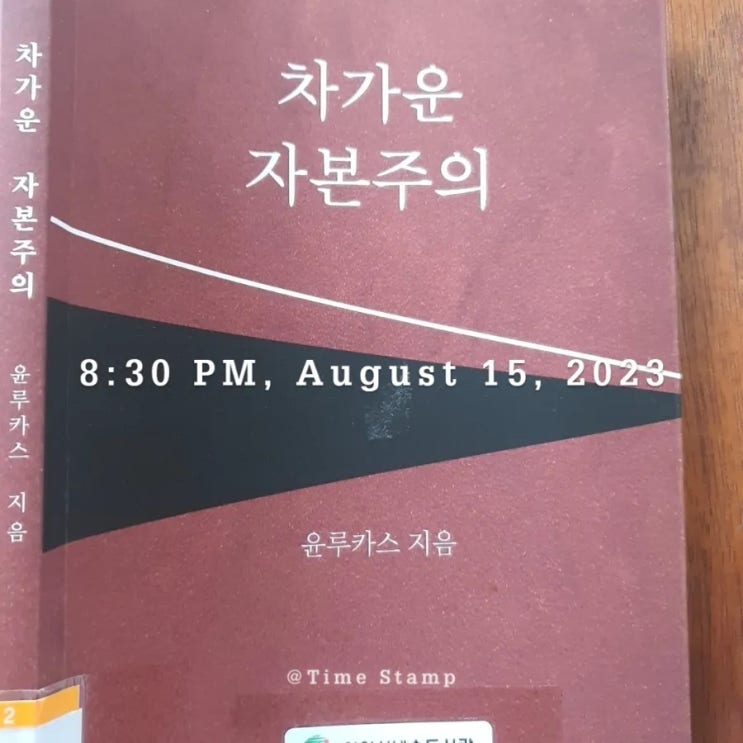 차가운
자본주의
차가운 자본주의 윤루카스 지음
8:30 PM, August 15, 2023
윤루카스 지음
@Time Stamp
2